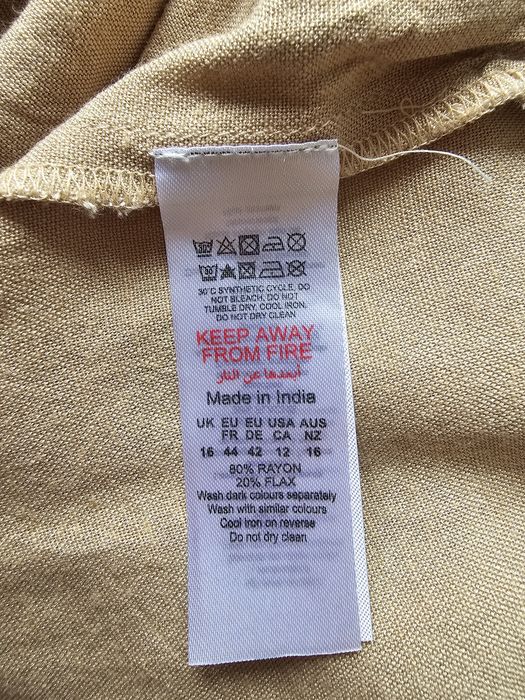 30°C SYNTHETIC CYCLE, DO
NOT BLEACH, DO NOT
TUMBLE DRY, COOL IRON,
DO NOT DRY CLEAN
KEEP AWAY
FROM FIRE
أبعدها عن النار
Made in India
UK EU EU USA AUS
FR DE CA NZ
16 44 42 12 16
80% RAYON
20% FLAX
Wash dark colours separately
Wash with similar colours
Cool iron on reverse
Do not dry clean